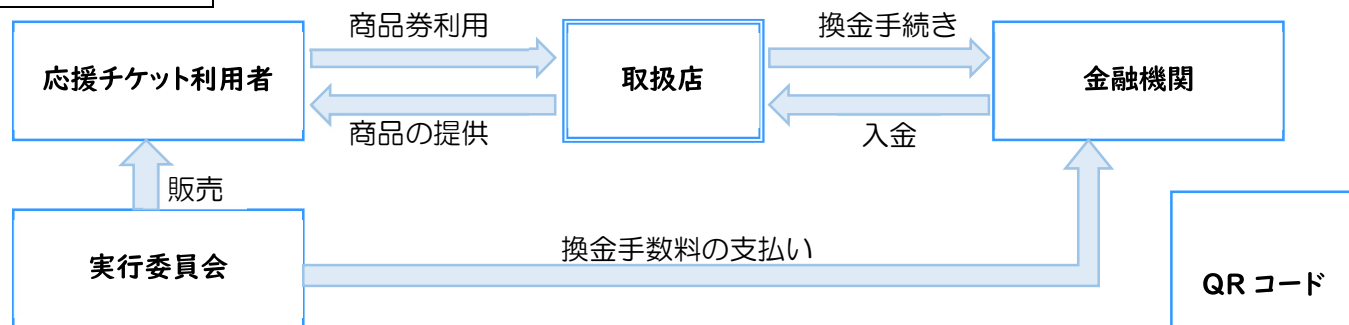 商品券利用
換金手続き
応援チケット利用者
取扱店
金融機関
商品の提供
入金
販売
実行委員会
換金手数料の支払い
QR コード